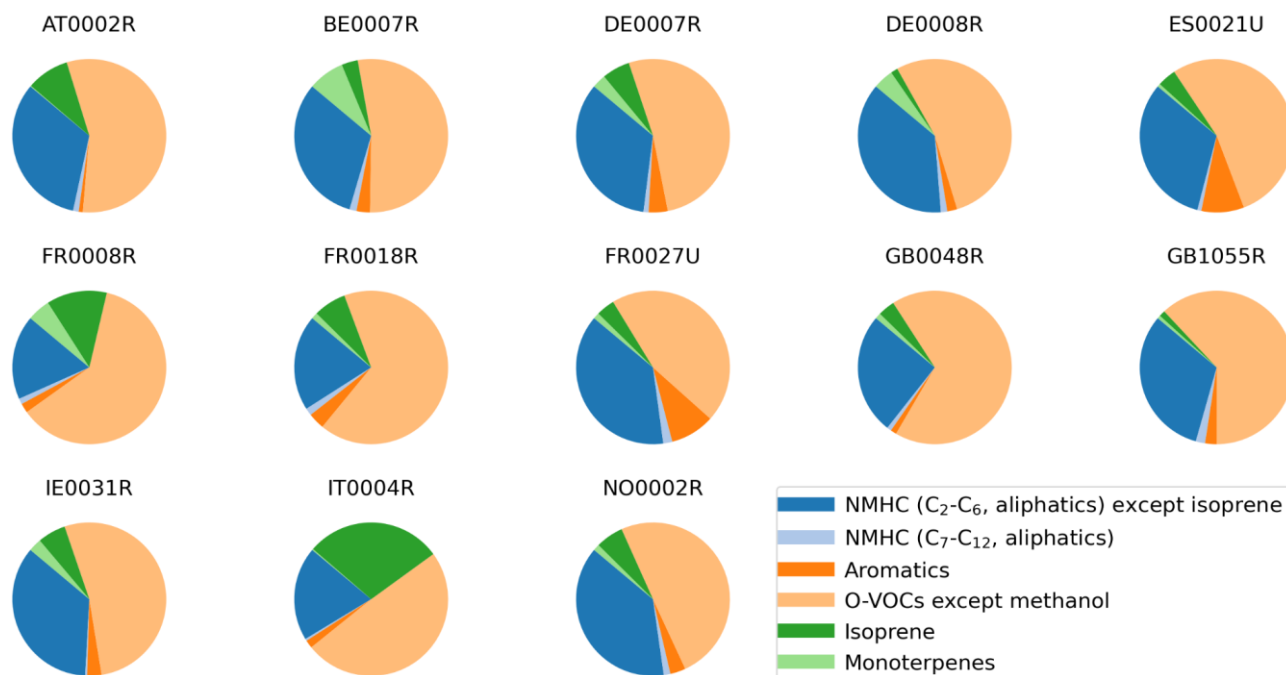 AT0002R BE0007R DE0007R DE0008R ES0021U
FR0008R FR0018R FR0027U GB0048R GB1055R
IE0031R IT0004R NO0002R
NMHC (C₂-C₆, aliphatics) except isoprene
NMHC (C₇-C₁₂, aliphatics)
Aromatics
O-VOCs except methanol
Isoprene
Monoterpenes